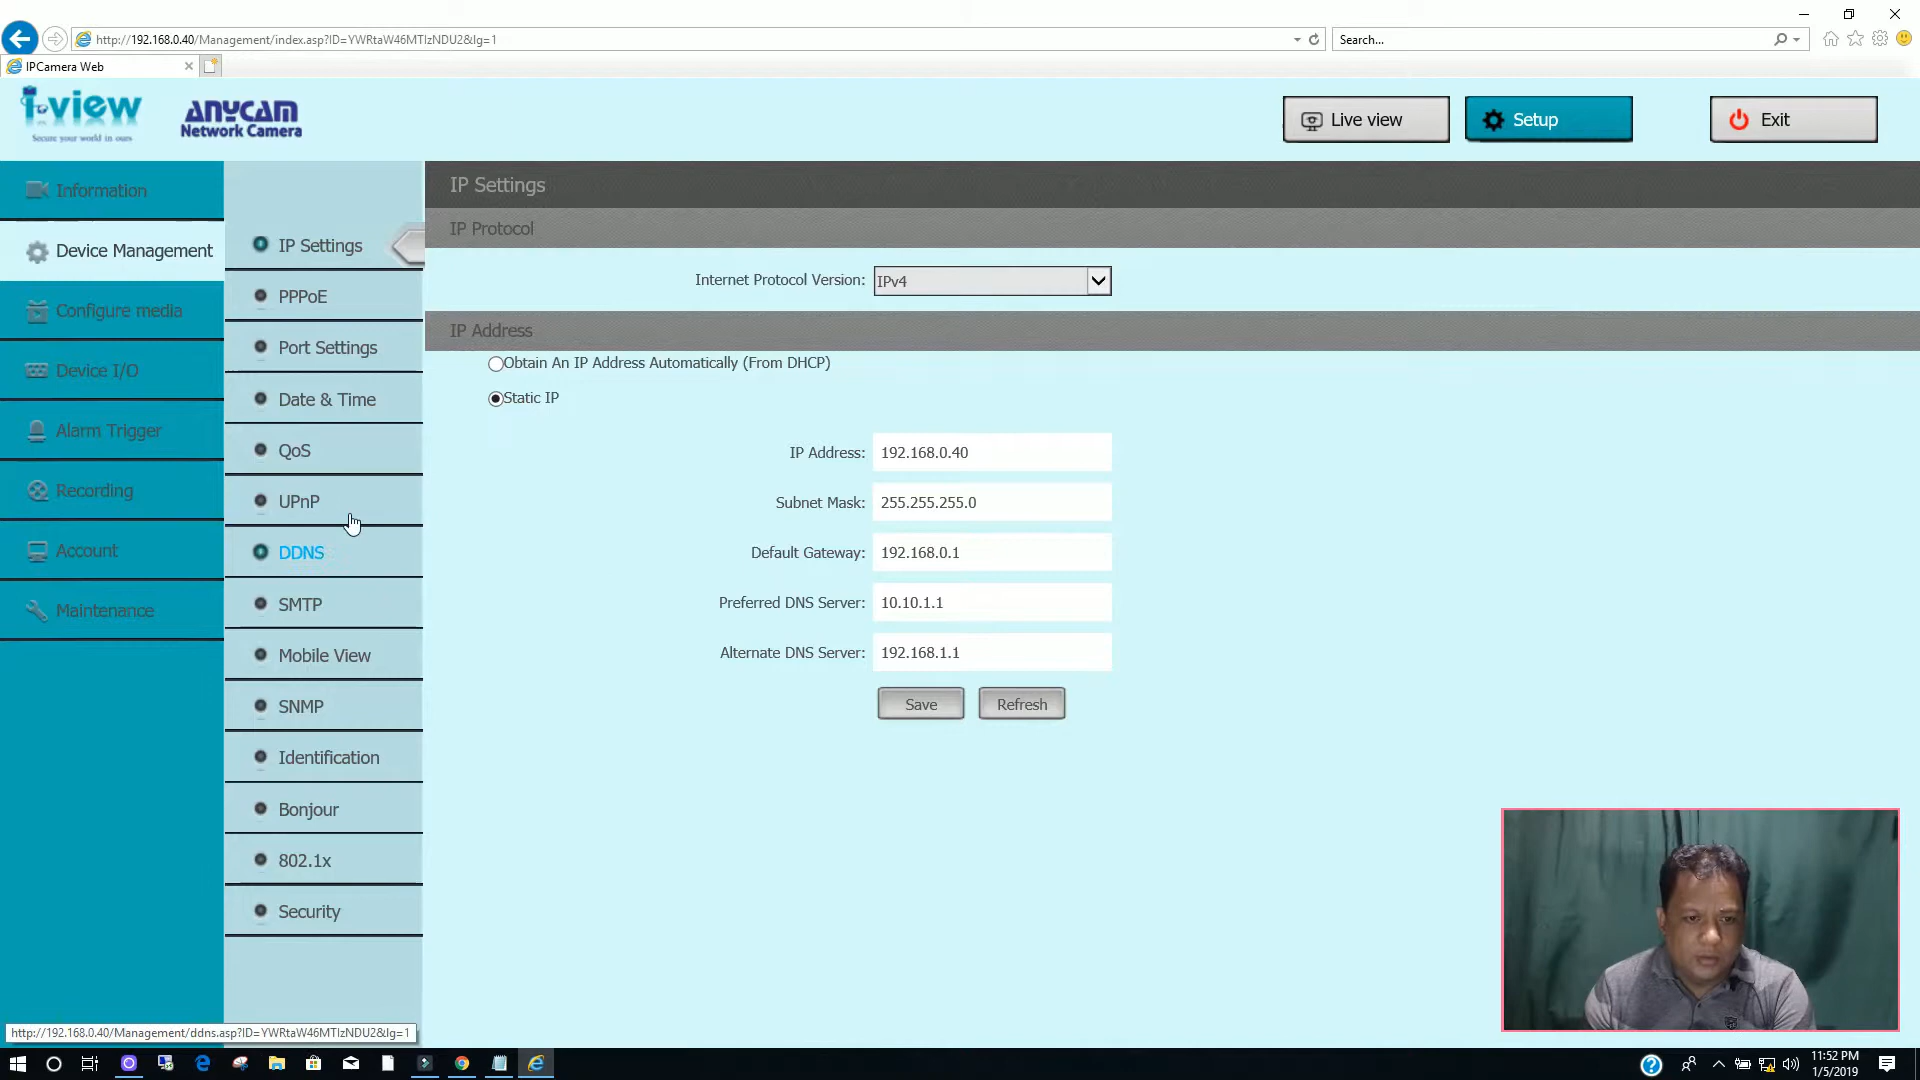 http://192.168.0.40/Management/index.asp?ID=YWRtaW46MTIzNDU2&lg=1
Search...
IPCamera Web
i-view
Secure your world in ours
ANYCAM
Network Camera
Live view
Setup
Exit
Information
Device Management
Configure media
Device I/O
Alarm Trigger
Recording
Account
Maintenance
IP Settings
PPPoE
Port Settings
Date & Time
QoS
UPnP
DDNS
SMTP
Mobile View
SNMP
Identification
Bonjour
802.1x
Security
IP Settings
IP Protocol
Internet Protocol Version: IPv4
IP Address
Obtain An IP Address Automatically (From DHCP)
Static IP
IP Address: 192.168.0.40
Subnet Mask: 255.255.255.0
Default Gateway: 192.168.0.1
Preferred DNS Server: 10.10.1.1
Alternate DNS Server: 192.168.1.1
Save Refresh
http://192.168.0.40/Management/ddns.asp?ID=YWRtaW46MTIzNDU2&lg=1
11:52 PM
1/5/2019